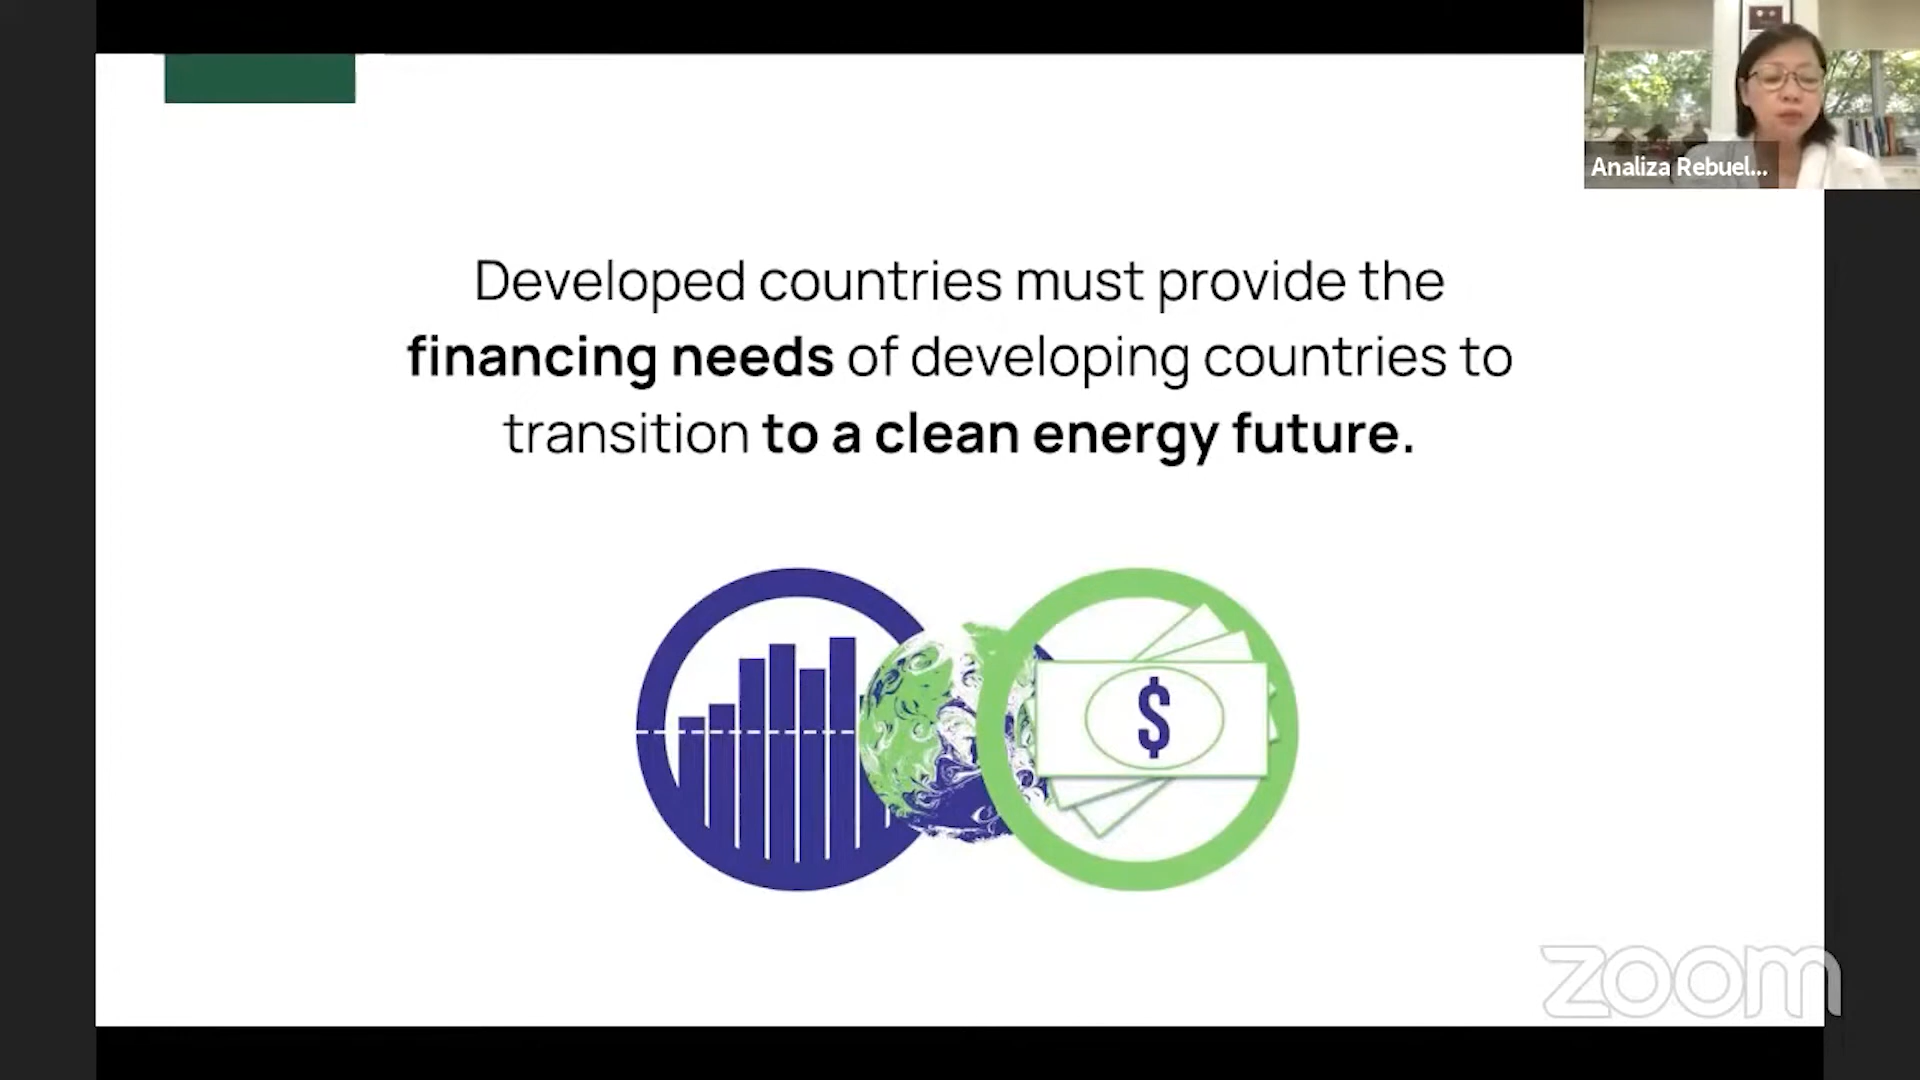 Analiza Rebuel...
Developed countries must provide the
financing needs of developing countries to
transition to a clean energy future.
$
zoom